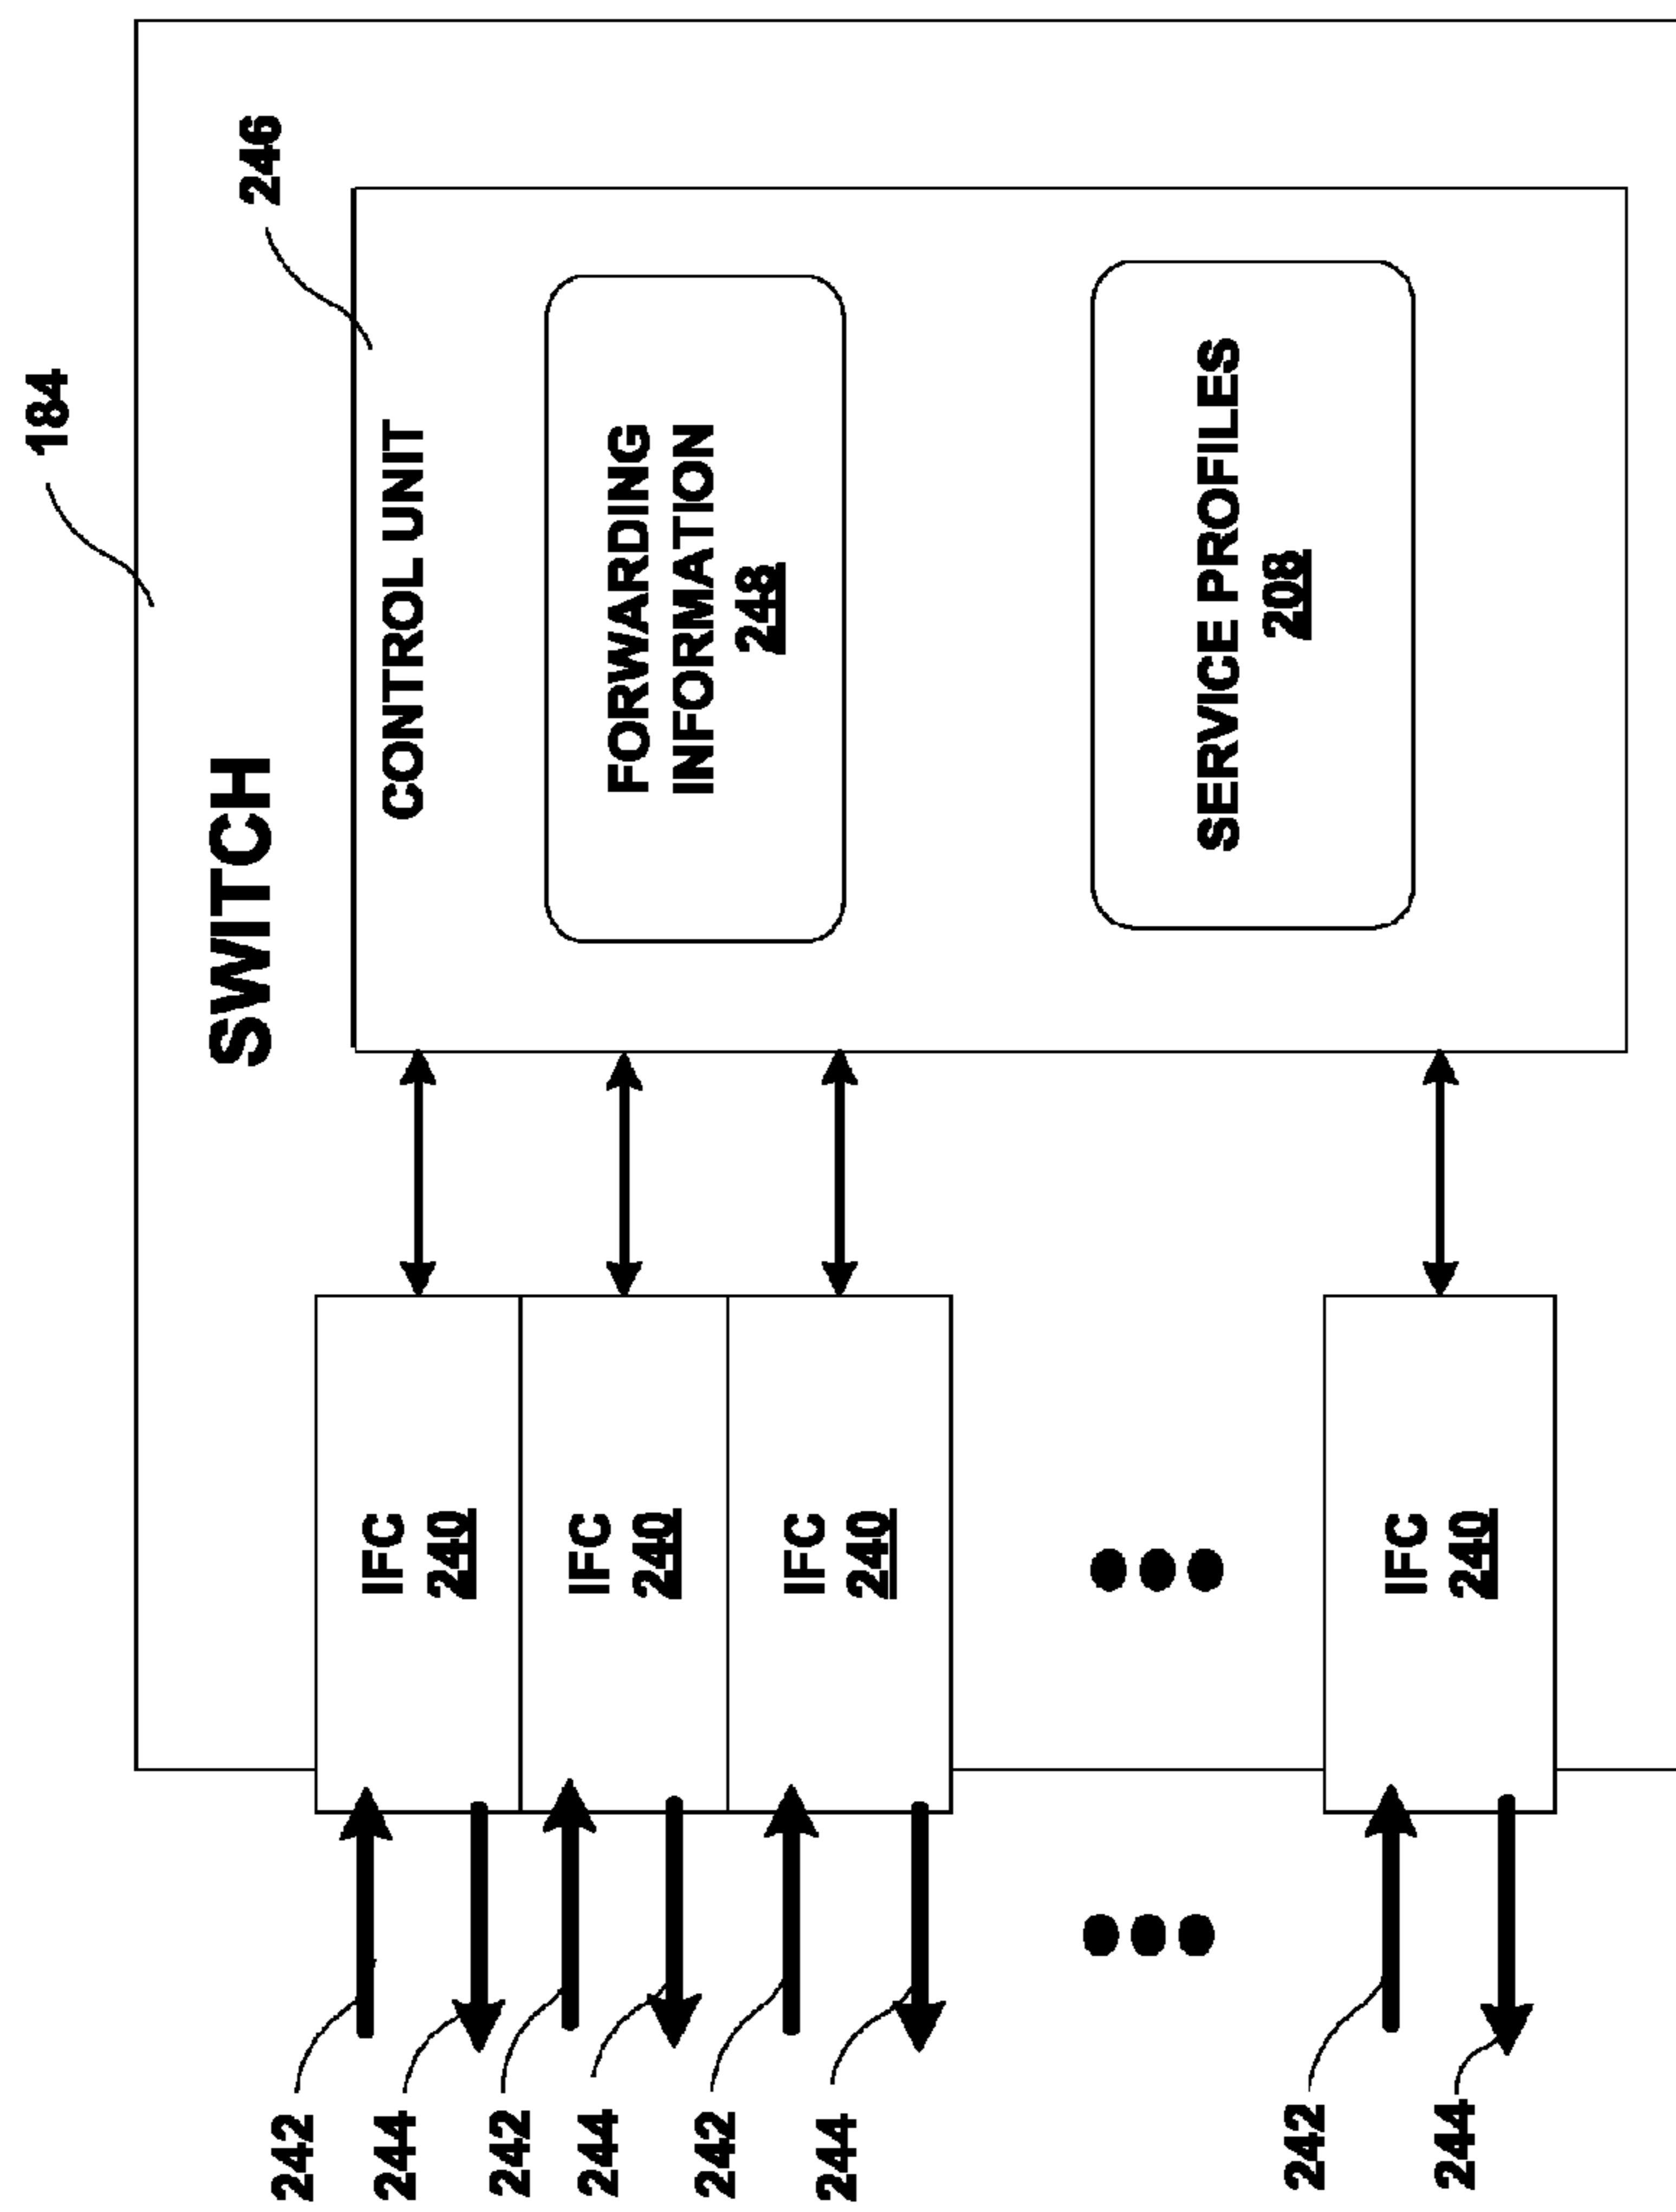 184
SWITCH
246
CONTROL UNIT
FORWARDING
INFORMATION
248
SERVICE PROFILES
208
IFC
240
IFC
240
IFC
240
IFC
240
242
244
242
244
242
244
242
244